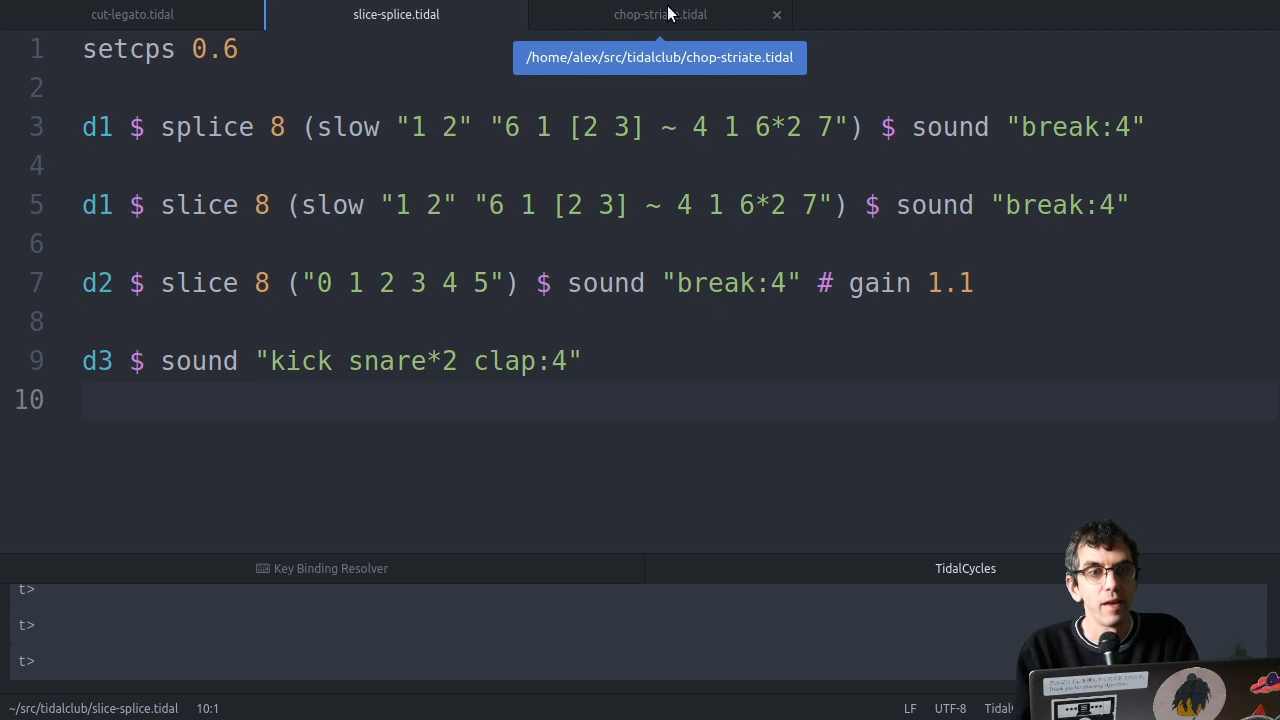 cut-legato.tidal
slice-splice.tidal
chop-striate.tidal
/home/alex/src/tidalclub/chop-striate.tidal
1 setcps 0.6
2
3 d1 $ splice 8 (slow "1 2" "6 1 [2 3] ~ 4 1 6*2 7") $ sound "break:4"
4
5 d1 $ slice 8 (slow "1 2" "6 1 [2 3] ~ 4 1 6*2 7") $ sound "break:4"
6
7 d2 $ slice 8 ("0 1 2 3 4 5") $ sound "break:4" # gain 1.1
8
9 d3 $ sound "kick snare*2 clap:4"
10
Key Binding Resolver
TidalCycles
t>
t>
t>
Thank you for choosing algorithm.
~/src/tidalclub/slice-splice.tidal 10:1 LF UTF-8